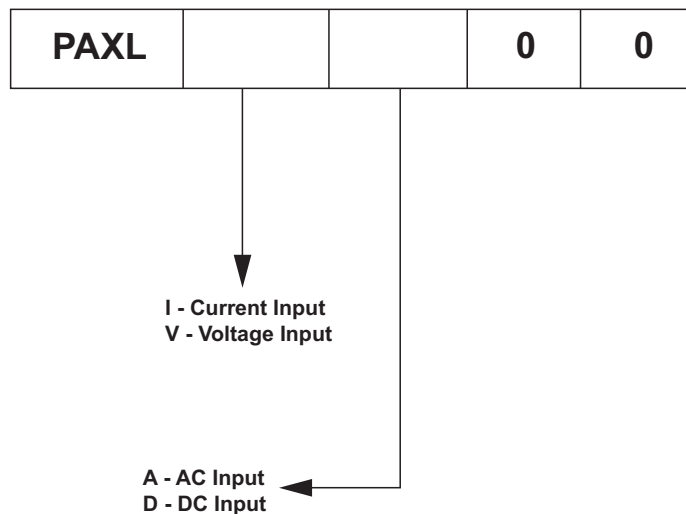 PAXL 0 0
I - Current Input
V - Voltage Input
A - AC Input
D - DC Input